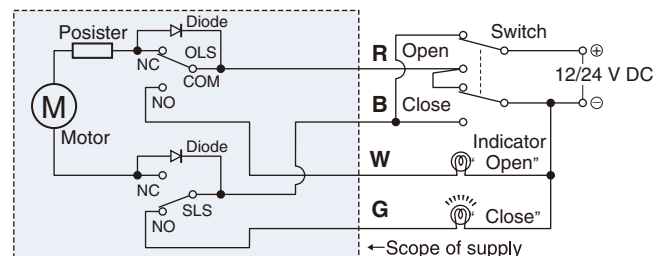 Posister
Diode
OLS
NC
COM
NO
M
Motor
Diode
NC
SLS
NO
R
Open
Switch
12/24 V DC
B
Close
W
Indicator
“Open”
G
“Close”
←Scope of supply